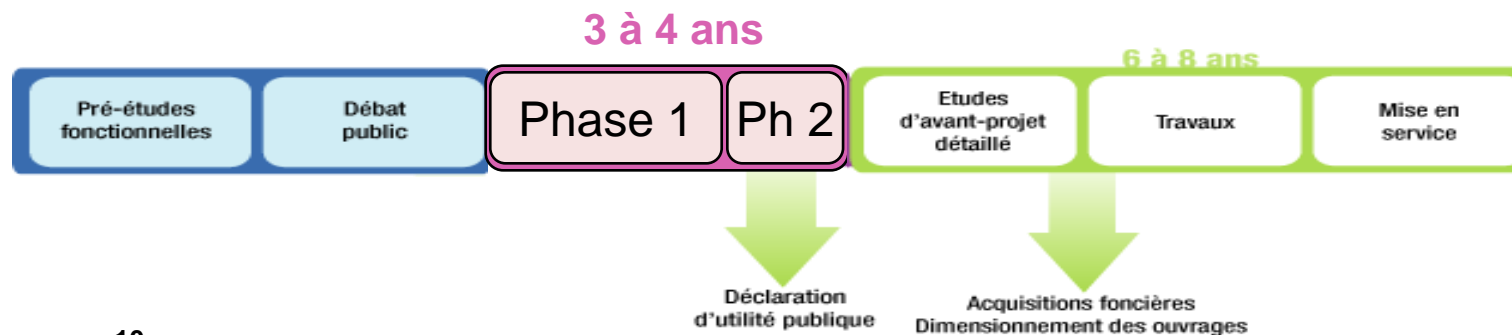 3 à 4 ans
6 à 8 ans
Pré-études
fonctionnelles
Débat
public
Phase 1
Ph 2
Etudes
d'avant-projet
détaillé
Travaux
Mise en
service
Déclaration
d'utilité publique
Acquisitions foncières
Dimensionnement des ouvrages